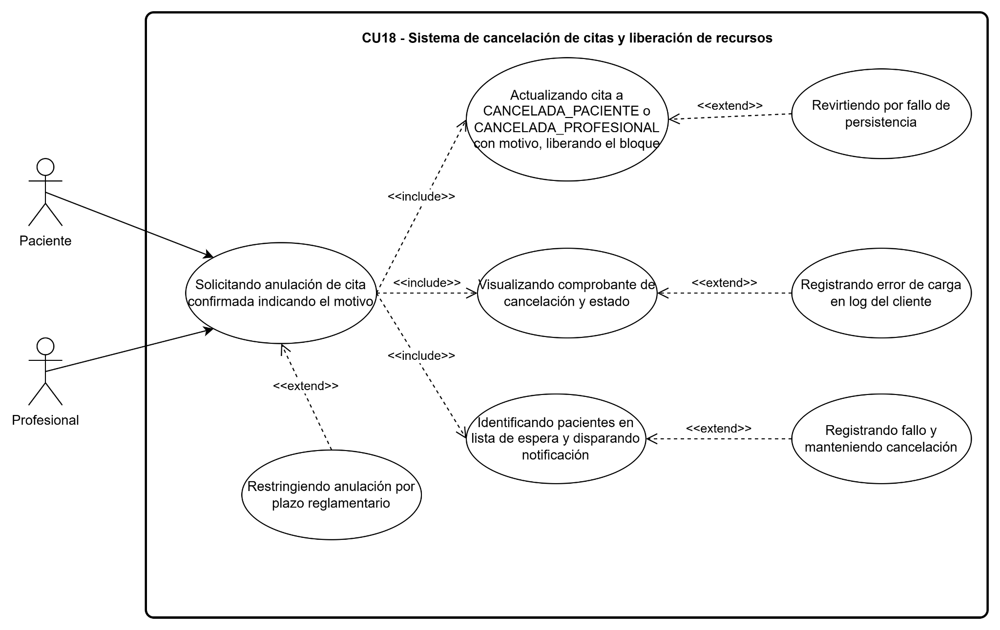 CU18 - Sistema de cancelación de citas y liberación de recursos
Actualizando cita a
CANCELADA_PACIENTE o
CANCELADA_PROFESIONAL
con motivo, liberando el bloque
<<extend>>
Revirtiendo por fallo de
persistencia
<<include>>
Paciente
Solicitando anulación de cita
confirmada indicando el motivo
<<include>>
Visualizando comprobante de
cancelación y estado
<<extend>>
Registrando error de carga
en log del cliente
<<include>>
<<extend>>
Profesional
Identificando pacientes en
lista de espera y disparando
notificación
<<extend>>
Registrando fallo y
manteniendo cancelación
Restringiendo anulación por
plazo reglamentario